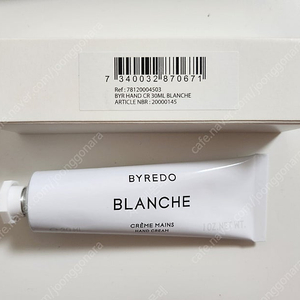 7 340032 870671
Ref : 78120004503
BYR HAND CR 30ML BLANCHE
ARTICLE NBR : 20000145
BYREDO
BLANCHE
CRÈME MAINS
HAND CREAM